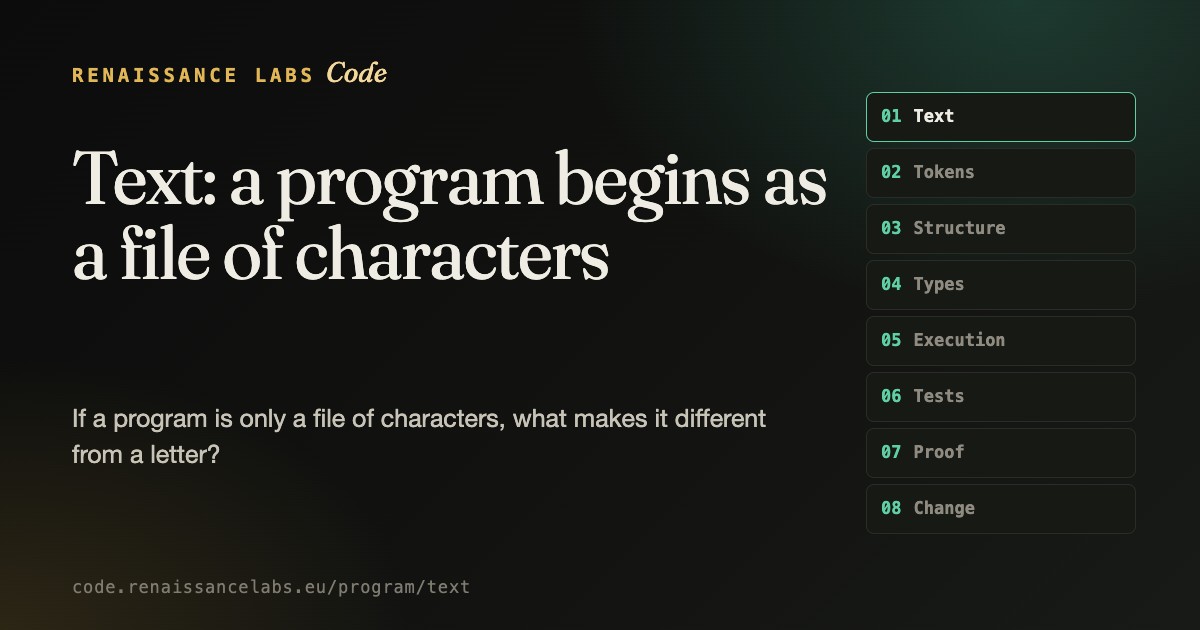 RENAISSANCE LABS Code
Text: a program begins as
a file of characters
If a program is only a file of characters, what makes it different
from a letter?
code.renaissancelabs.eu/program/text
01 Text
02 Tokens
03 Structure
04 Types
05 Execution
06 Tests
07 Proof
08 Change